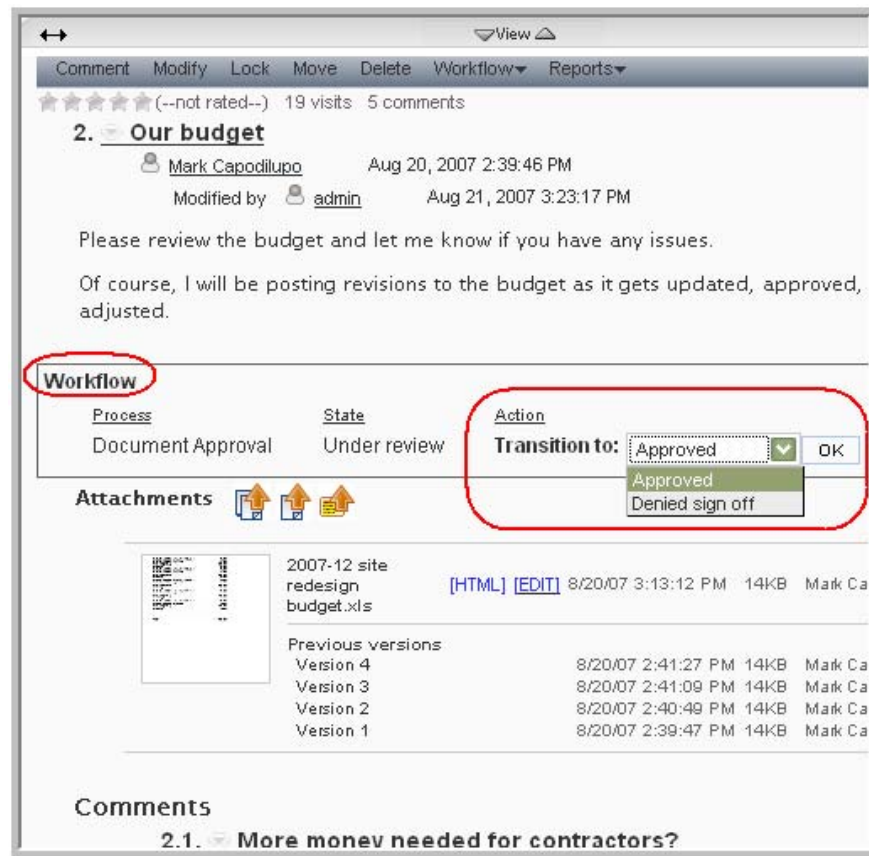 View
Comment Modify Lock Move Delete Workflow Reports
(--not rated--) 19 visits 5 comments
2. Our budget
Mark Capodilupo Aug 20, 2007 2:39:46 PM
Modified by admin Aug 21, 2007 3:23:17 PM
Please review the budget and let me know if you have any issues.
Of course, I will be posting revisions to the budget as it gets updated, approved,
adjusted.
Workflow
Process State Action
Document Approval Under review Transition to: Approved OK
Approved
Denied sign off
Attachments
2007-12 site
redesign
budget.xls
[HTML] [EDIT] 8/20/07 3:13:12 PM 14KB Mark Ca
Previous versions
Version 4 8/20/07 2:41:27 PM 14KB Mark Ca
Version 3 8/20/07 2:41:09 PM 14KB Mark Ca
Version 2 8/20/07 2:40:49 PM 14KB Mark Ca
Version 1 8/20/07 2:39:47 PM 14KB Mark Ca
Comments
2.1. More money needed for contractors?